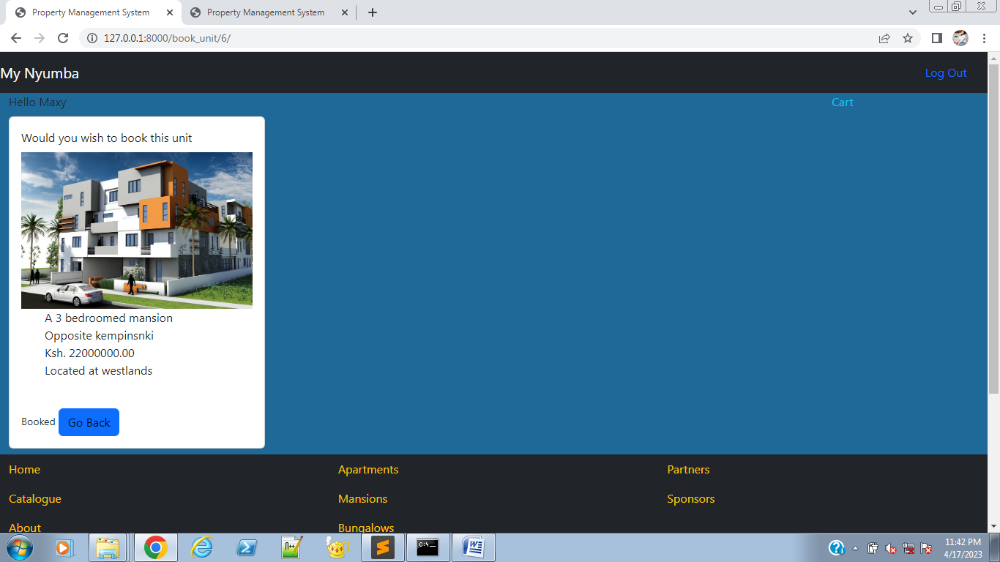 Property Management System
Property Management System
127.0.0.1:8000/book_unit/6/
My Nyumba
Log Out
Hello Maxy
Cart
Would you wish to book this unit
A 3 bedroomed mansion
Opposite kempinsnki
Ksh. 22000000.00
Located at westlands
Booked
Go Back
Home
Apartments
Partners
Catalogue
Mansions
Sponsors
About
Bungalows
11:42 PM
4/17/2023